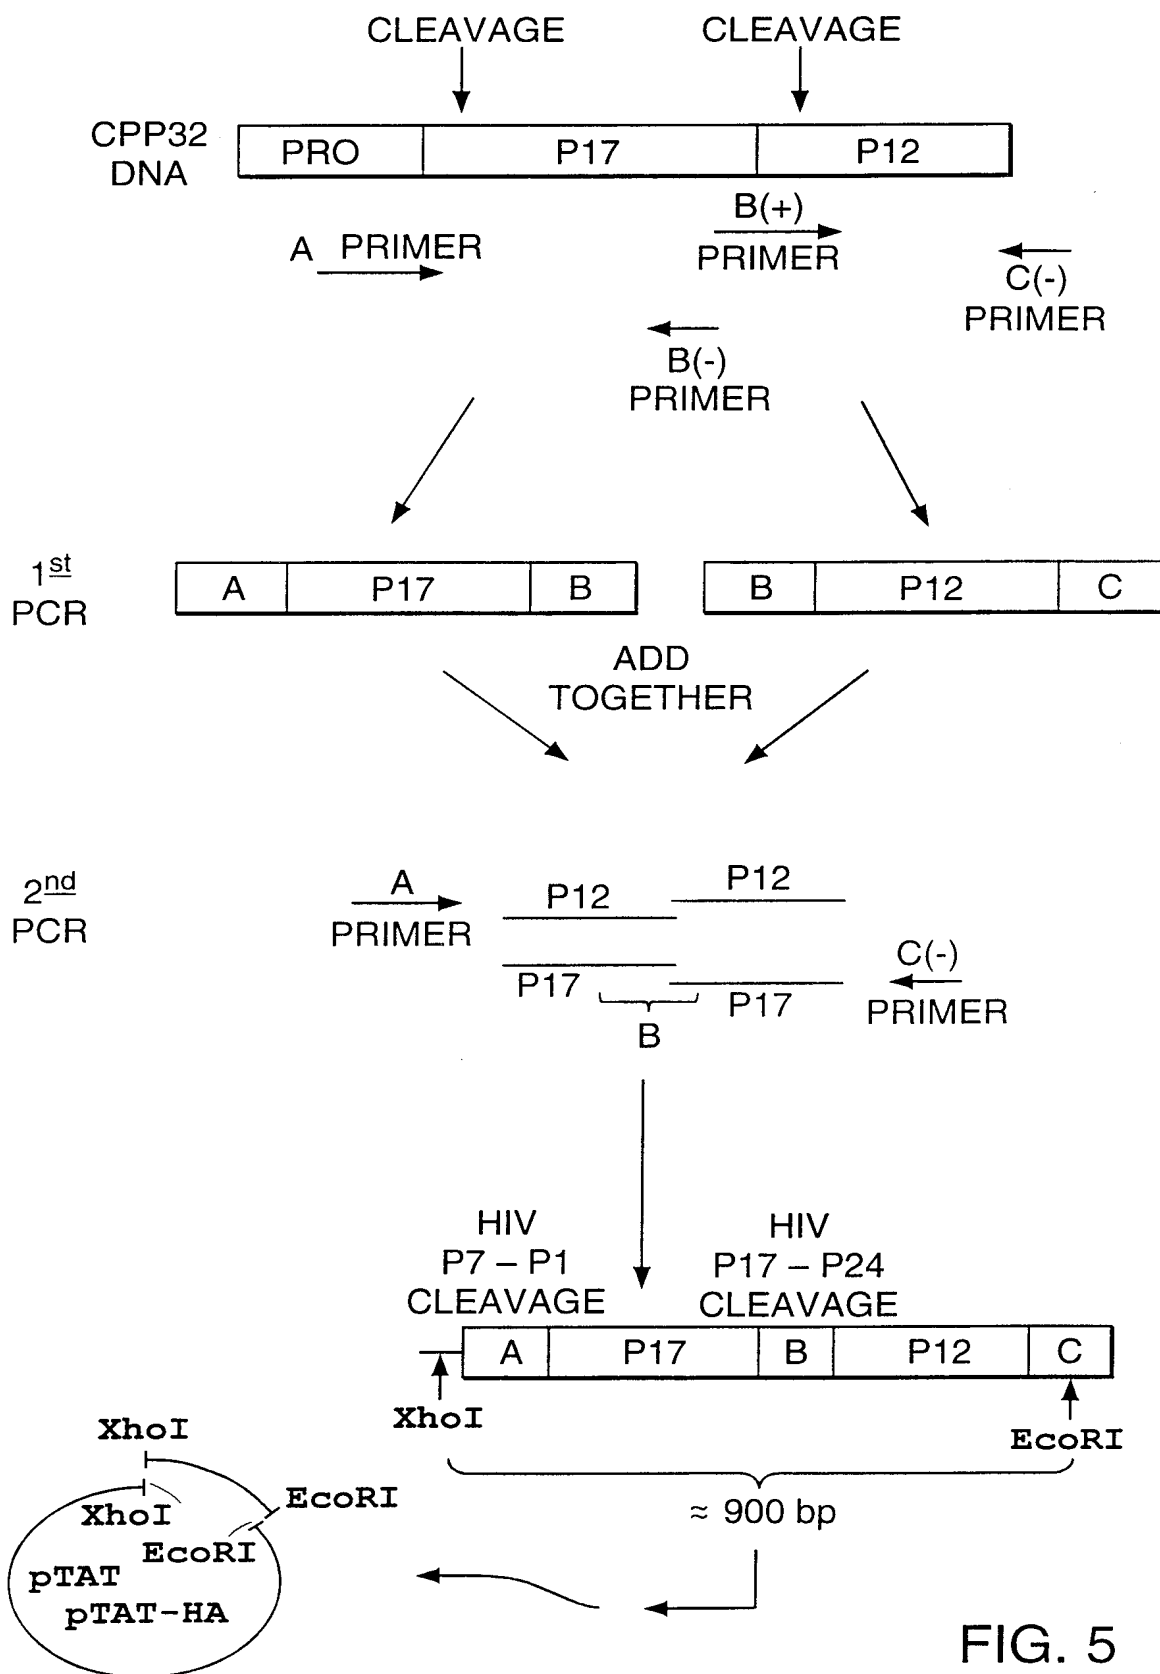 CLEAVAGE CLEAVAGE
CPP32
DNA
PRO P17 P12
A PRIMER
B(+)
PRIMER
C(-)
PRIMER
B(-)
PRIMER
1st
PCR
A P17 B B P12 C
ADD
TOGETHER
2nd
PCR
A
PRIMER
P12 P12
P17 P17
B
C(-)
PRIMER
HIV
P7 – P1
CLEAVAGE
HIV
P17 – P24
CLEAVAGE
A P17 B P12 C
XhoI
EcoRI
≈ 900 bp
XhoI
XhoI
EcoRI
EcoRI
pTAT
pTAT-HA
FIG. 5